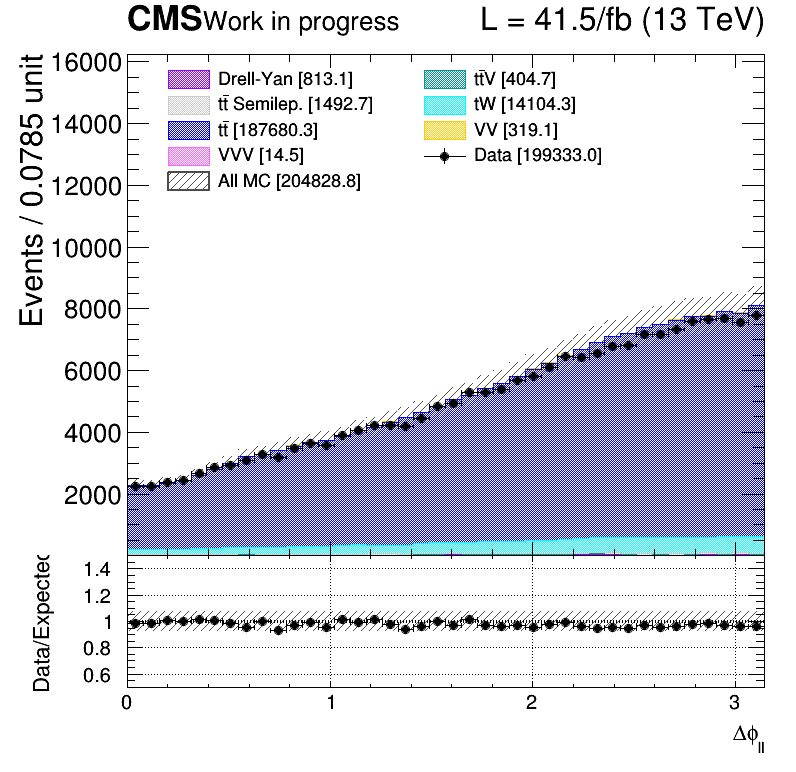 CMS Work in progress L = 41.5/fb (13 TeV)
Events / 0.0785 unit
16000
14000
12000
10000
8000
6000
4000
2000
Drell-Yan [813.1]
tt̄ Semilep. [1492.7]
tt̄ [187680.3]
VVV [14.5]
All MC [204828.8]
tt̄V [404.7]
tW [14104.3]
VV [319.1]
Data [199333.0]
Data/Expected
1.4
1.2
1
0.8
0.6
0 1 2 3
Δϕll